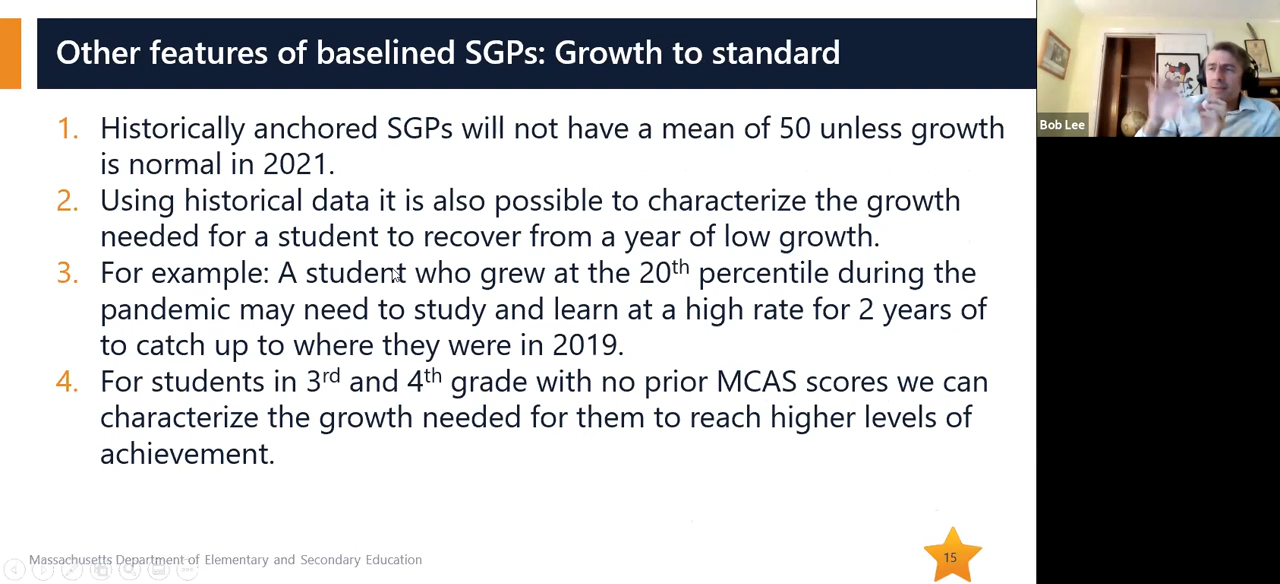 Other features of baselined SGPs: Growth to standard
1. Historically anchored SGPs will not have a mean of 50 unless growth
is normal in 2021.
2. Using historical data it is also possible to characterize the growth
needed for a student to recover from a year of low growth.
3. For example: A student who grew at the 20th percentile during the
pandemic may need to study and learn at a high rate for 2 years of
to catch up to where they were in 2019.
4. For students in 3rd and 4th grade with no prior MCAS scores we can
characterize the growth needed for them to reach higher levels of
achievement.
Massachusetts Department of Elementary and Secondary Education
15
Bob Lee